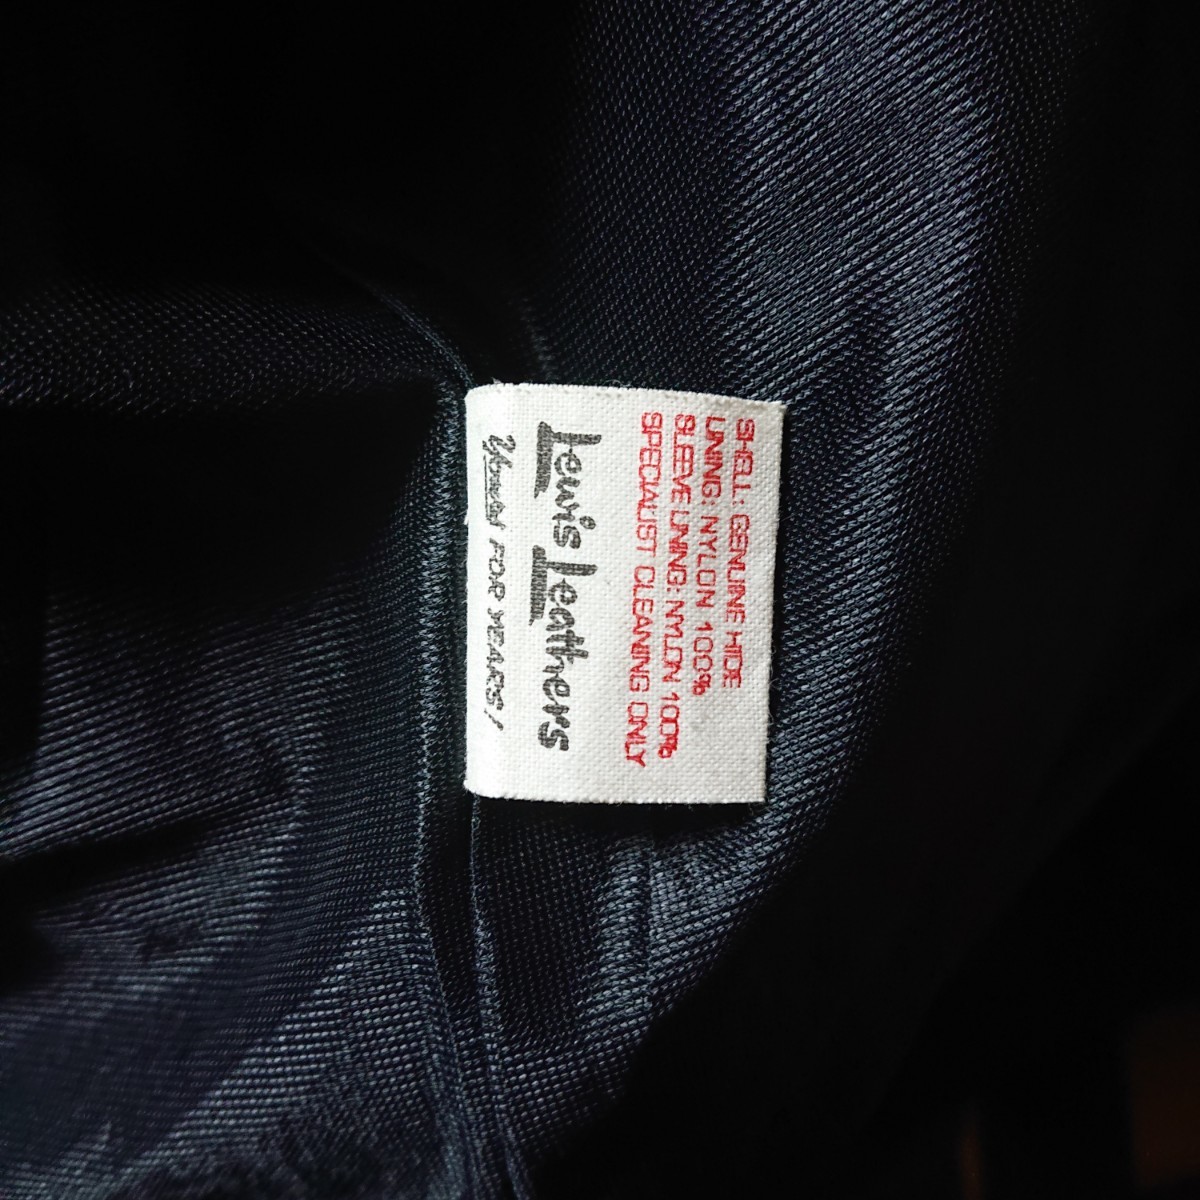 SHELL: GENUINE HIDE
LINING: NYLON 100%
SLEEVE LINING: NYLON 100%
SPECIALIST CLEANING ONLY
Lewis Leathers
Yours FOR YEARS!